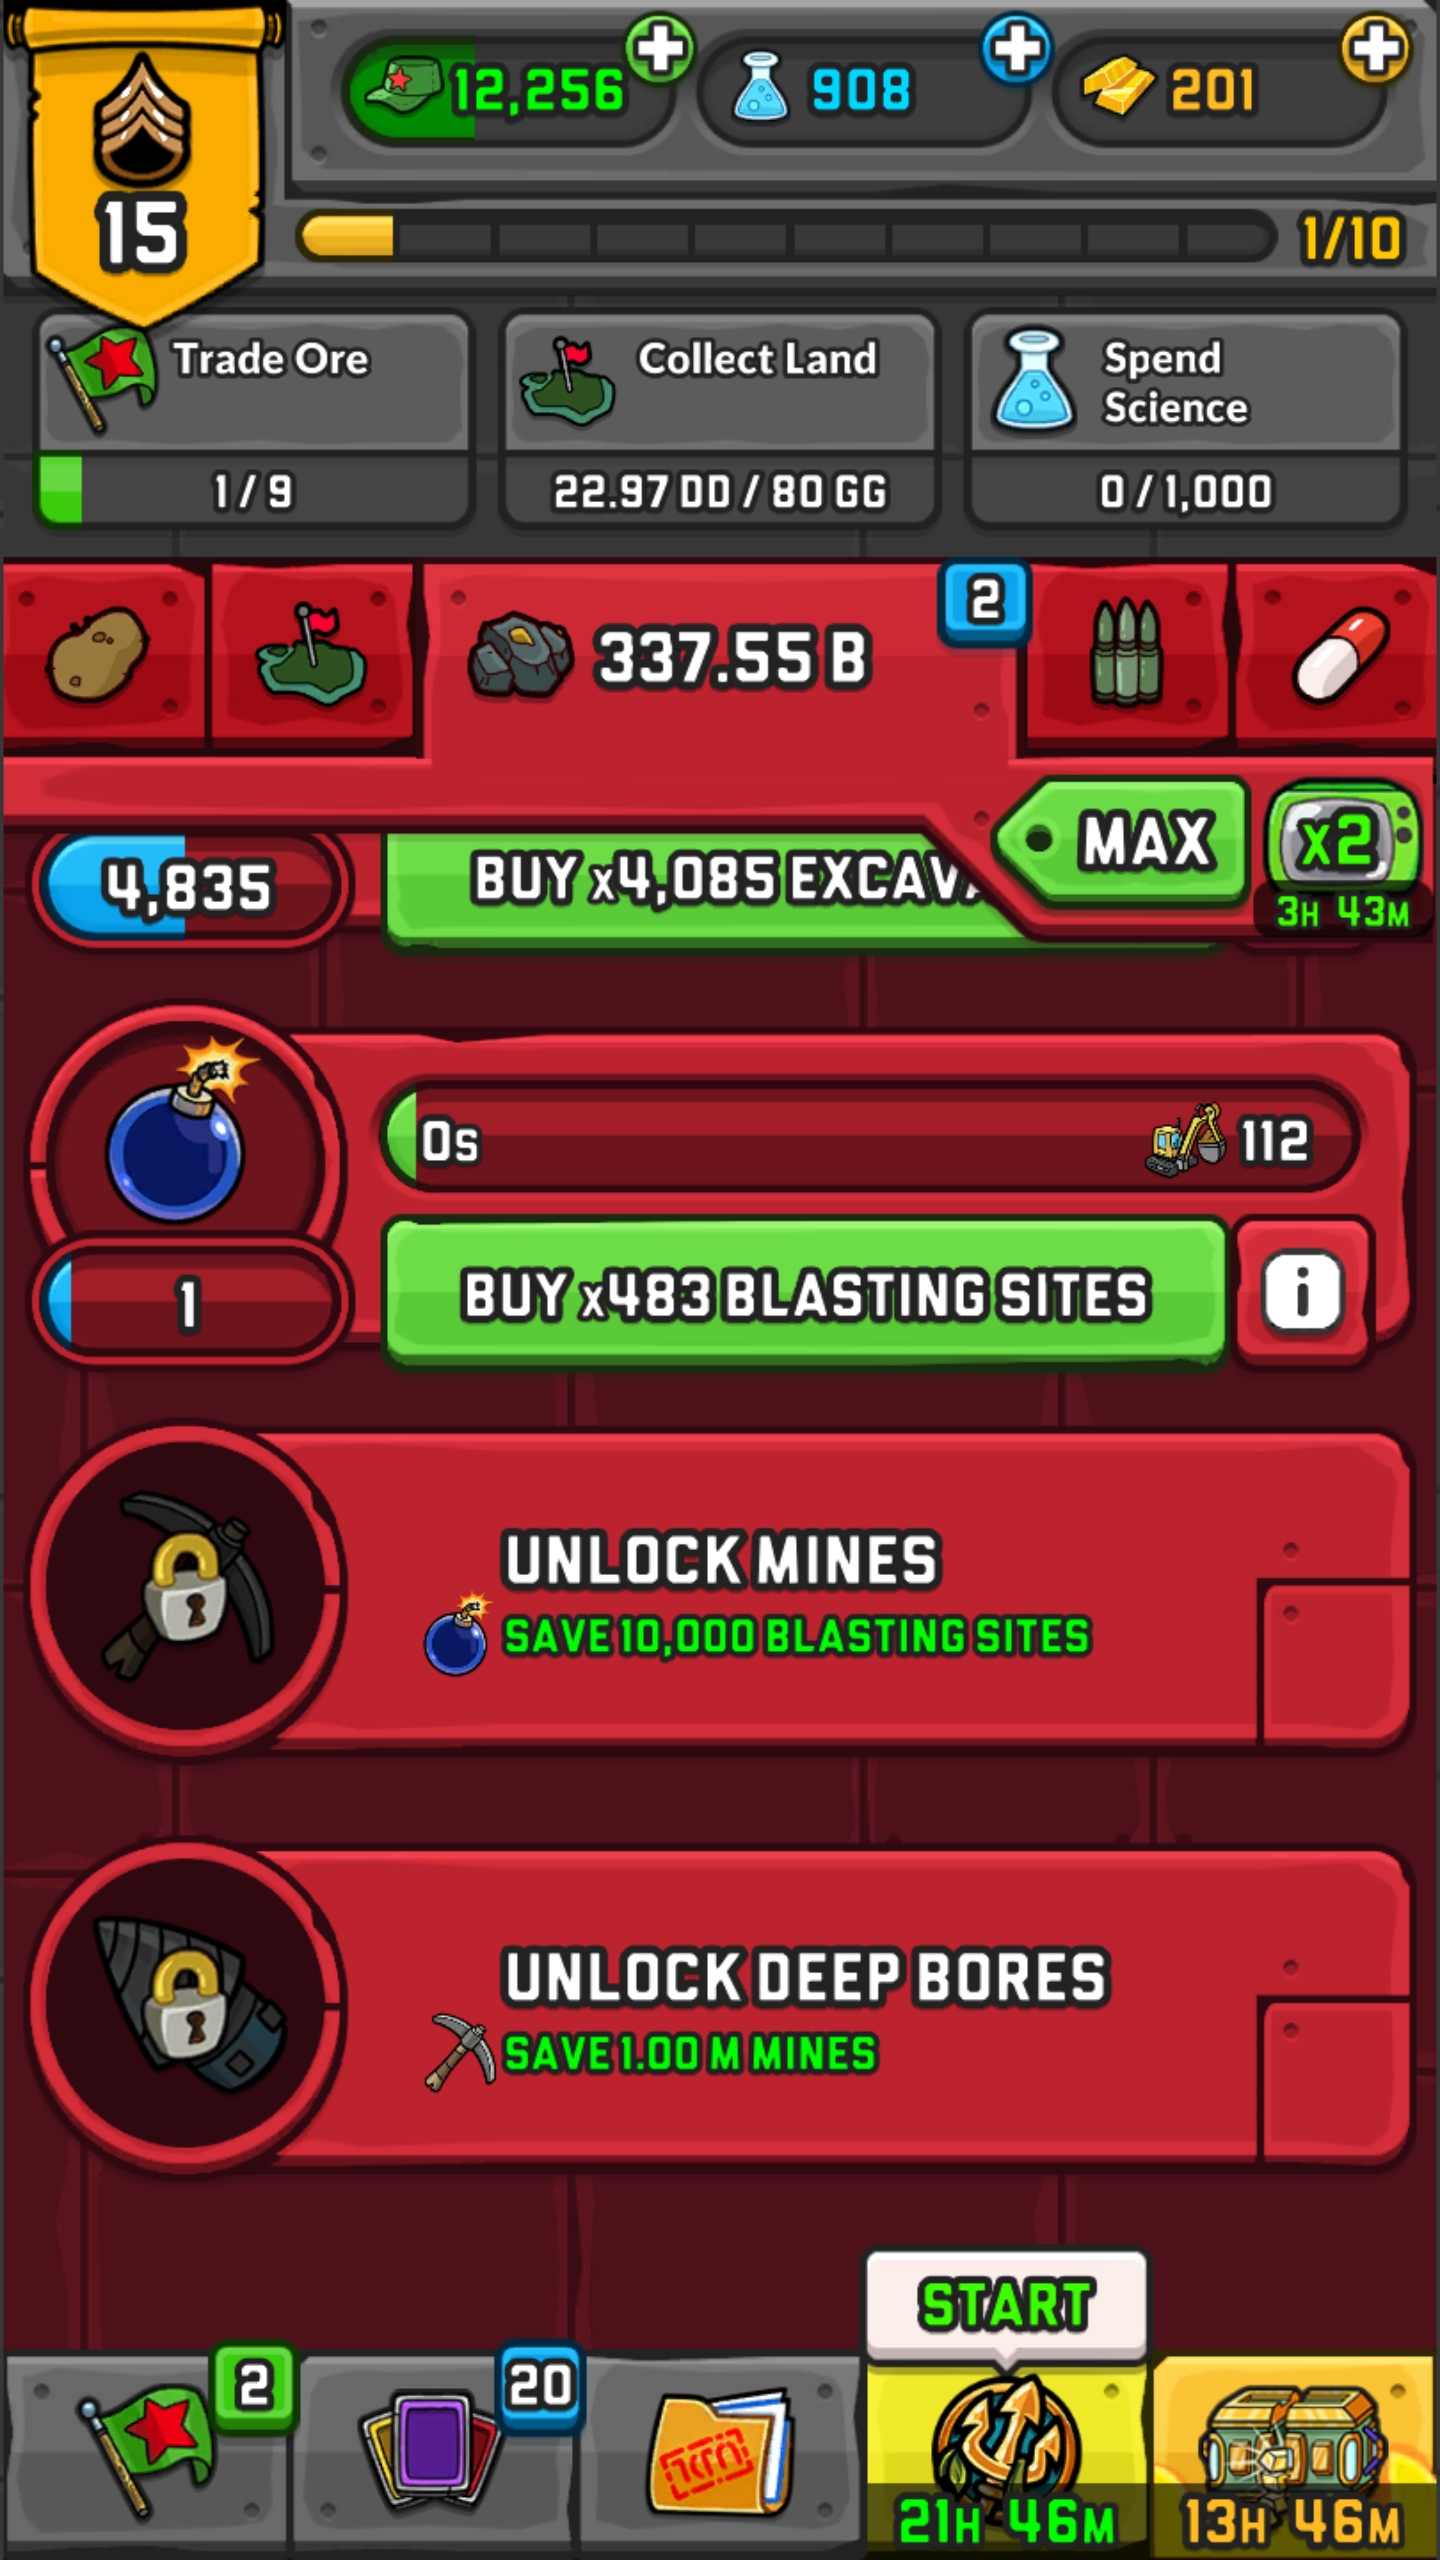 12,256
908
201
15
1/10
Trade Ore
Collect Land
Spend
Science
1 / 9
22.97 DD / 80 GG
0 / 1,000
337.55 B
2
MAX
x2
3H 43M
4,835
BUY x4,085
0s
112
1
BUY x483 BLASTING SITES
i
UNLOCK MINES
SAVE 10,000 BLASTING SITES
UNLOCK DEEP BORES
SAVE 1.00 M MINES
START
2
20
21H 46M
13H 46M